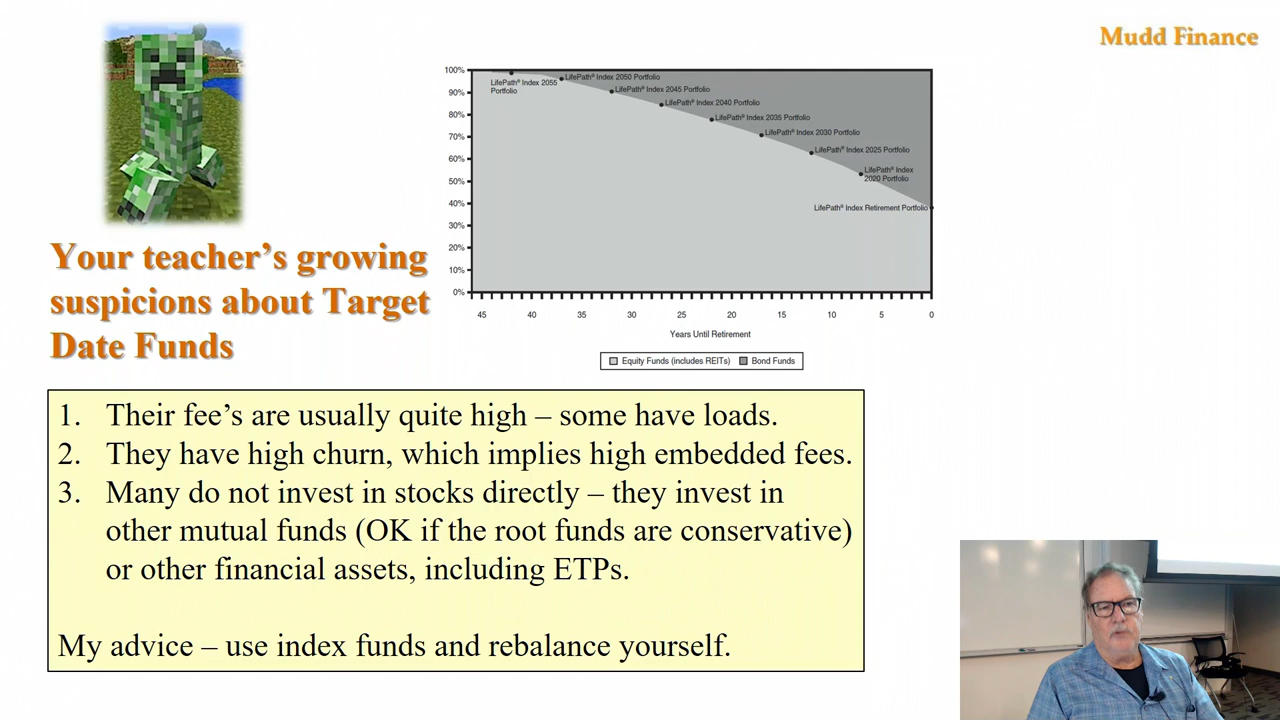 Mudd Finance
100%
90%
80%
70%
60%
50%
40%
30%
20%
10%
0%
LifePath® Index 2055
Portfolio
LifePath® Index 2050 Portfolio
LifePath® Index 2045 Portfolio
LifePath® Index 2040 Portfolio
LifePath® Index 2035 Portfolio
LifePath® Index 2030 Portfolio
LifePath® Index 2025 Portfolio
LifePath® Index
2020 Portfolio
LifePath® Index Retirement Portfolio
45 40 35 30 25 20 15 10 5 0
Years Until Retirement
Equity Funds (includes REITs) Bond Funds
Your teacher’s growing
suspicions about Target
Date Funds
1. Their fee’s are usually quite high – some have loads.
2. They have high churn, which implies high embedded fees.
3. Many do not invest in stocks directly – they invest in
other mutual funds (OK if the root funds are conservative)
or other financial assets, including ETPs.
My advice – use index funds and rebalance yourself.